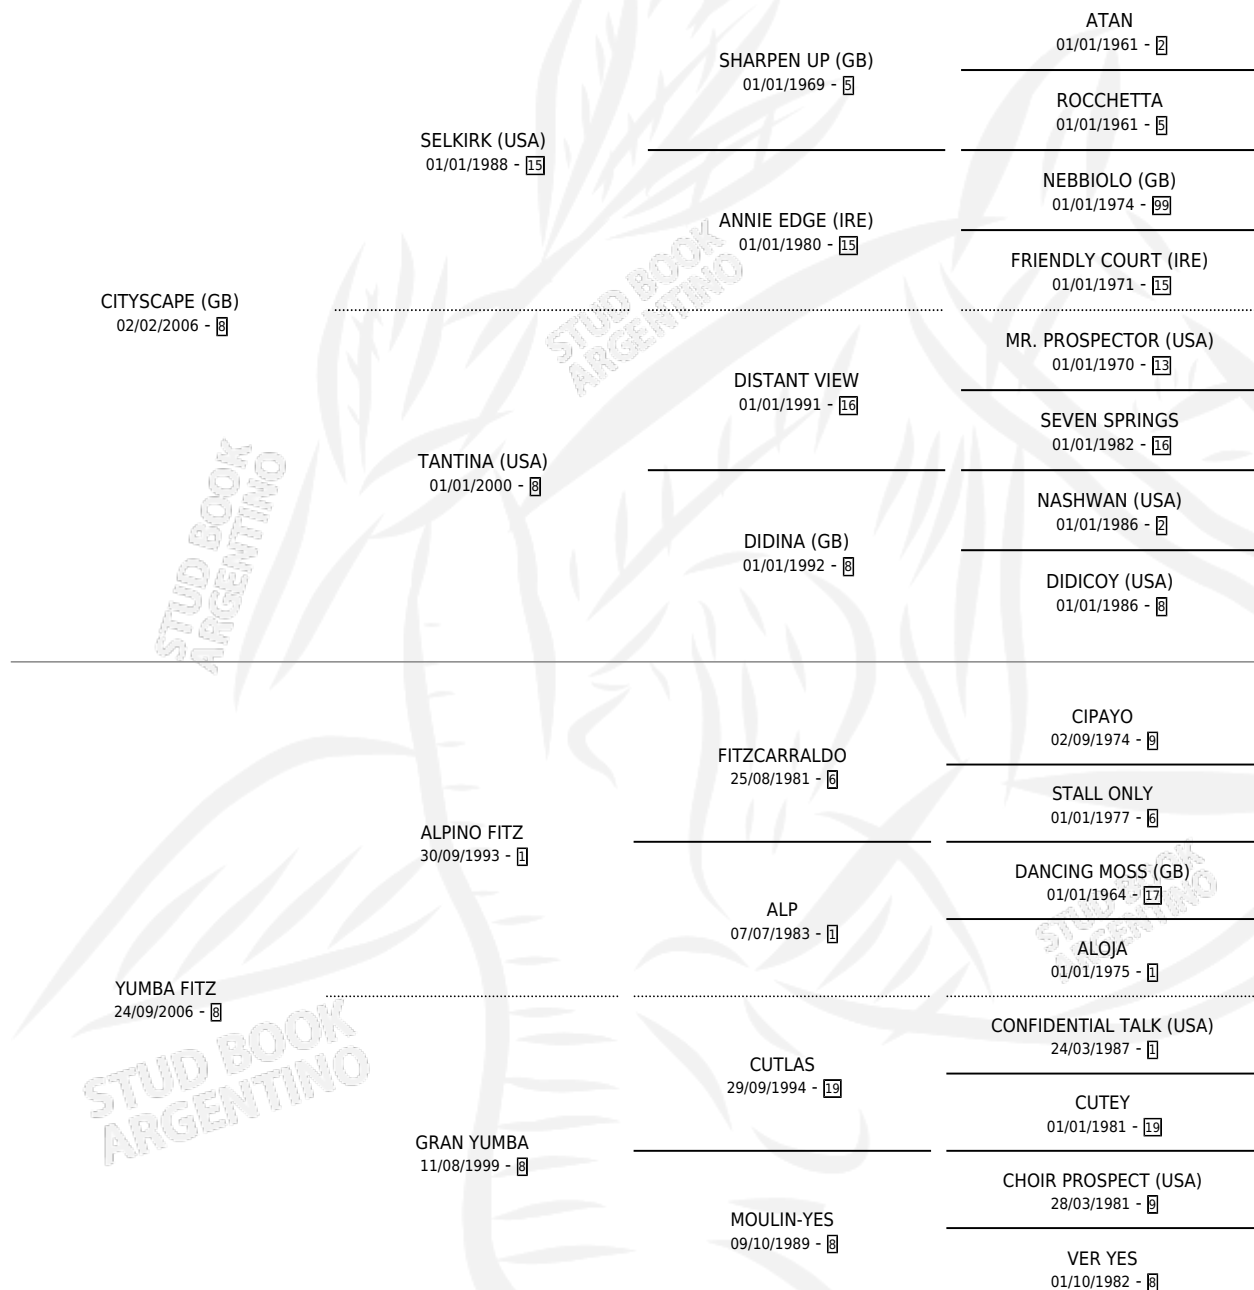 ATAN
01/01/1961 - 2
SHARPEN UP (GB)
01/01/1969 - 5
ROCCHETTA
01/01/1961 - 5
SELKIRK (USA)
01/01/1988 - 15
NEBBIOLO (GB)
01/01/1974 - 99
ANNIE EDGE (IRE)
01/01/1980 - 15
FRIENDLY COURT (IRE)
01/01/1971 - 15
CITYSCAPE (GB)
02/02/2006 - 8
MR. PROSPECTOR (USA)
01/01/1970 - 13
DISTANT VIEW
01/01/1991 - 16
SEVEN SPRINGS
01/01/1982 - 16
TANTINA (USA)
01/01/2000 - 8
NASHWAN (USA)
01/01/1986 - 2
DIDINA (GB)
01/01/1992 - 8
DIDICOY (USA)
01/01/1986 - 8
CIPAYO
02/09/1974 - 9
FITZCARRALDO
25/08/1981 - 6
STALL ONLY
01/01/1977 - 6
ALPINO FITZ
30/09/1993 - 1
DANCING MOSS (GB)
01/01/1964 - 17
ALP
07/07/1983 - 1
ALOJA
01/01/1975 - 1
YUMBA FITZ
24/09/2006 - 8
CONFIDENTIAL TALK (USA)
24/03/1987 - 1
CUTLAS
29/09/1994 - 19
CUTEY
01/01/1981 - 19
GRAN YUMBA
11/08/1999 - 8
CHOIR PROSPECT (USA)
28/03/1981 - 9
MOULIN-YES
09/10/1989 - 8
VER YES
01/10/1982 - 8
STUD BOOK
ARGENTINO
STUD BOOK
ARGENTINO
STUD BOOK
ARGENTINO
STUD BOOK
ARGENTINO